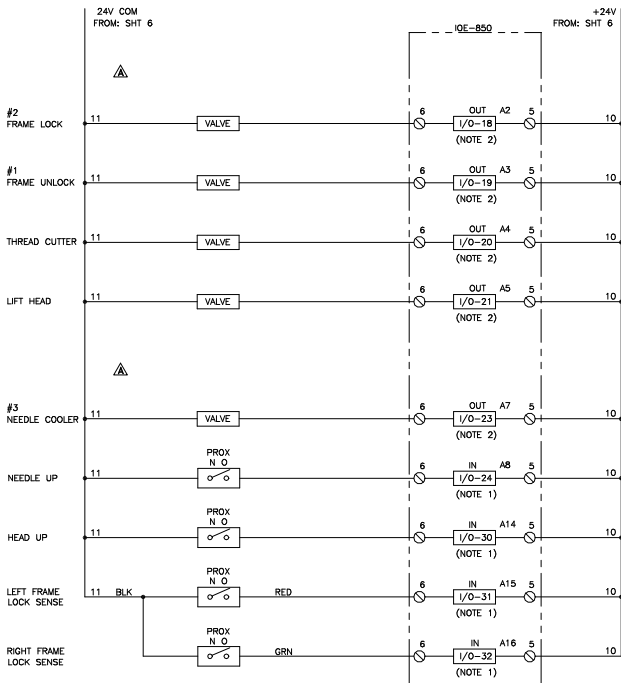 24V COM
FROM: SHT 6
IOE-850
+24V
FROM: SHT 6
A
#2
FRAME LOCK
11
VALVE
6
OUT A2
I/O-18
(NOTE 2)
5
10
#1
FRAME UNLOCK
11
VALVE
6
OUT A3
I/O-19
(NOTE 2)
5
10
THREAD CUTTER
11
VALVE
6
OUT A4
I/O-20
(NOTE 2)
5
10
LIFT HEAD
11
VALVE
6
OUT A5
I/O-21
(NOTE 2)
5
10
A
#3
NEEDLE COOLER
11
VALVE
6
OUT A7
I/O-23
(NOTE 2)
5
10
NEEDLE UP
11
PROX
N O
6
IN A8
I/O-24
(NOTE 1)
5
10
HEAD UP
11
PROX
N O
6
IN A14
I/O-30
(NOTE 1)
5
10
LEFT FRAME
LOCK SENSE
11 BLK
PROX
N O
RED
6
IN A15
I/O-31
(NOTE 1)
5
10
RIGHT FRAME
LOCK SENSE
PROX
N O
GRN
6
IN A16
I/O-32
(NOTE 1)
5
10